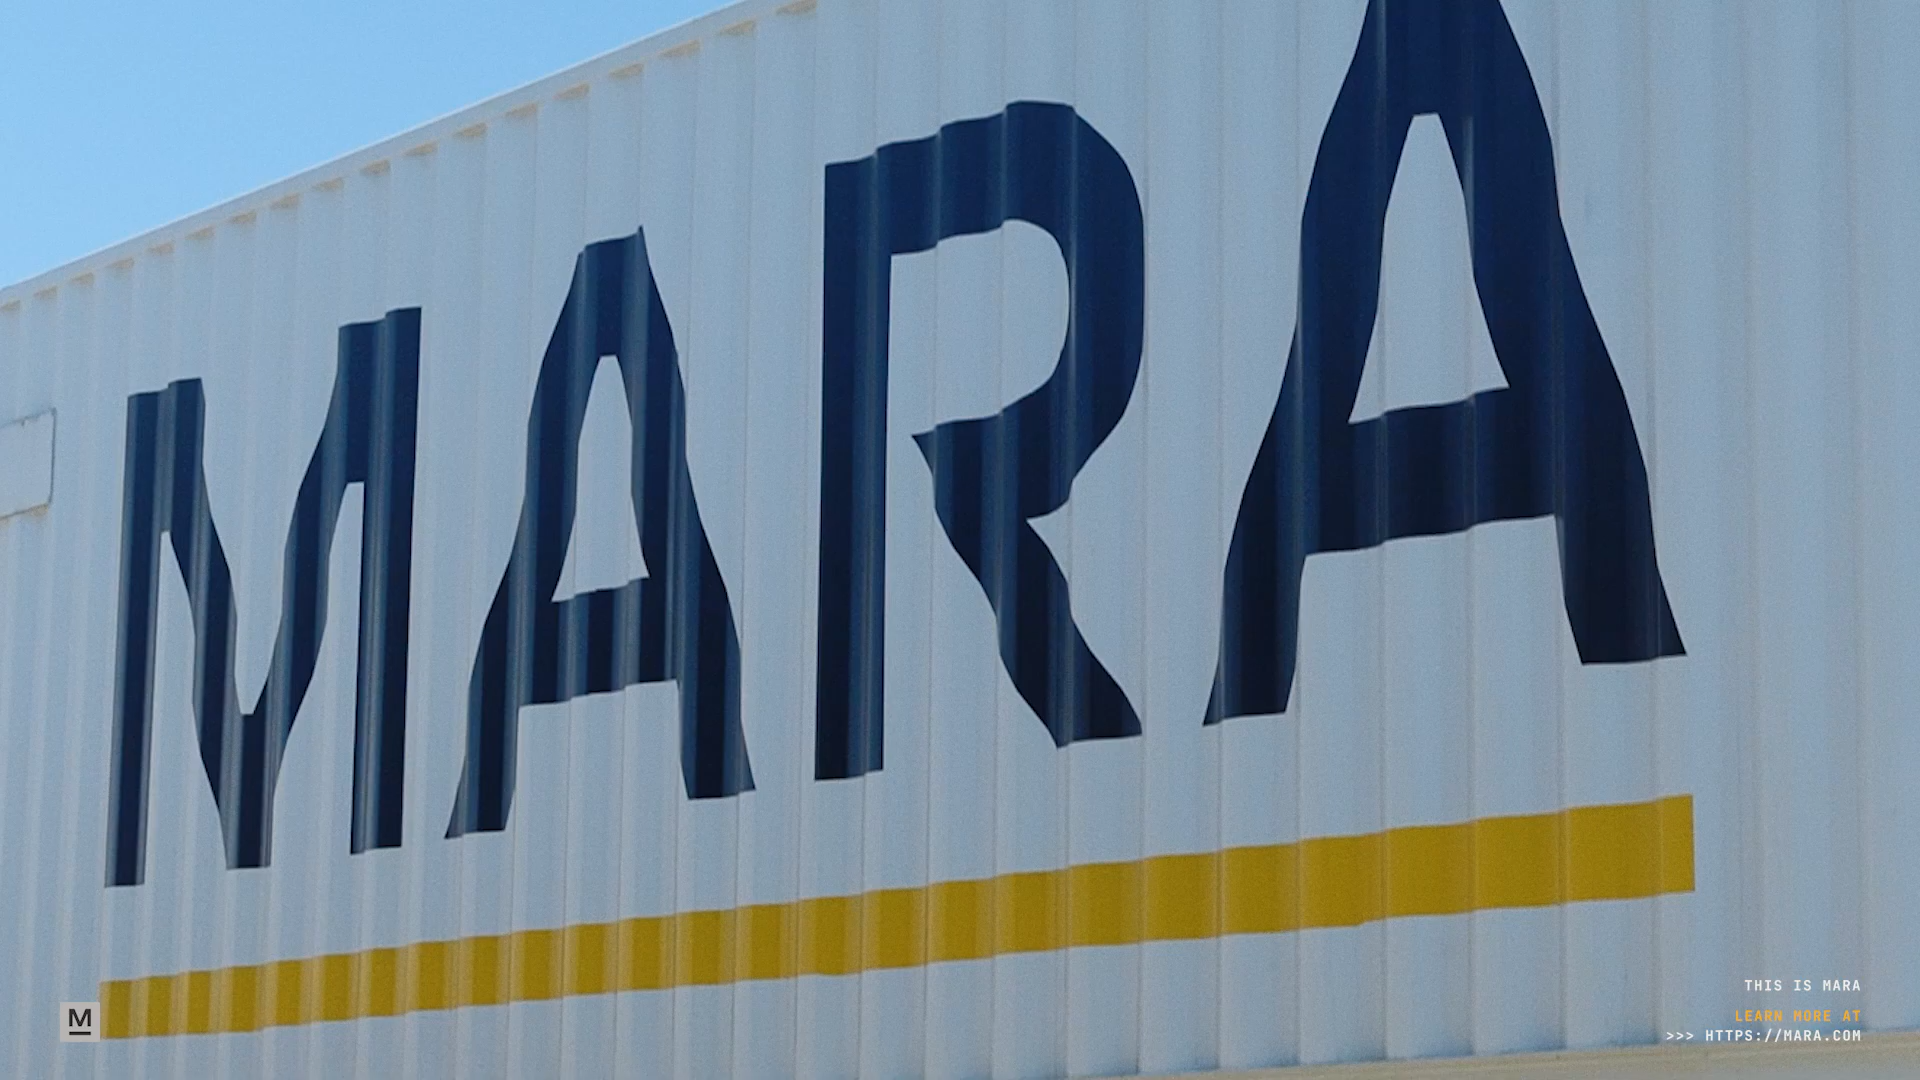 MARA
M
THIS IS MARA
LEARN MORE AT
>>> HTTPS://MARA.COM